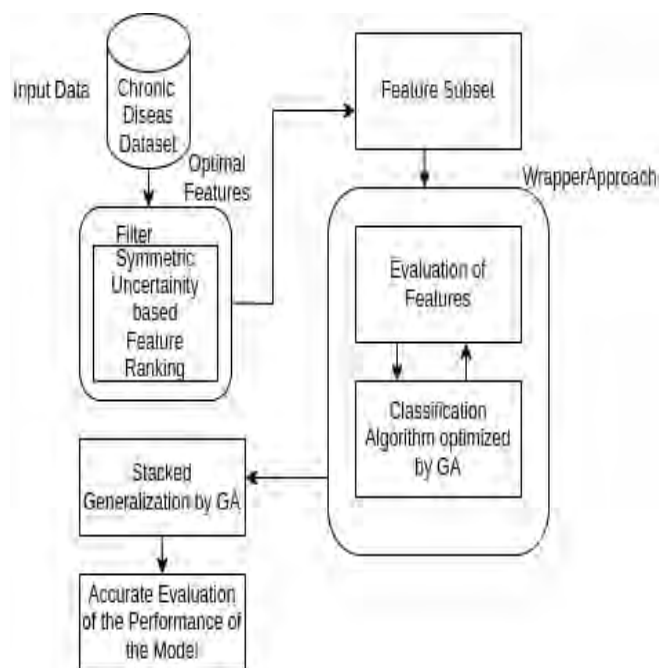 Input Data
Chronic
Diseas
Dataset
Optimal
Features
Filter
Symmetric
Uncertainity
based
Feature
Ranking
Feature Subset
WrapperApproach
Evaluation of
Features
Classification
Algorithm optimized
by GA
Stacked
Generalization by GA
Accurate Evaluation
of the Performance of
the Model